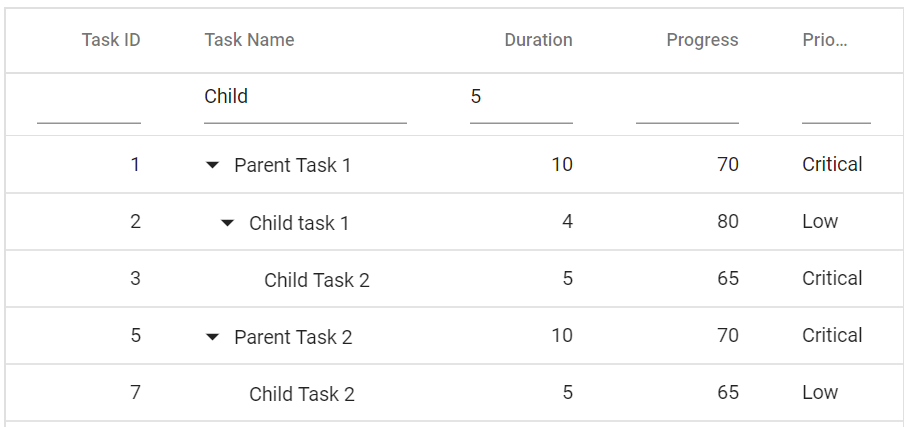 Task ID Task Name Duration Progress Prio...
Child 5
1 Parent Task 1 10 70 Critical
2 Child task 1 4 80 Low
3 Child Task 2 5 65 Critical
5 Parent Task 2 10 70 Critical
7 Child Task 2 5 65 Low